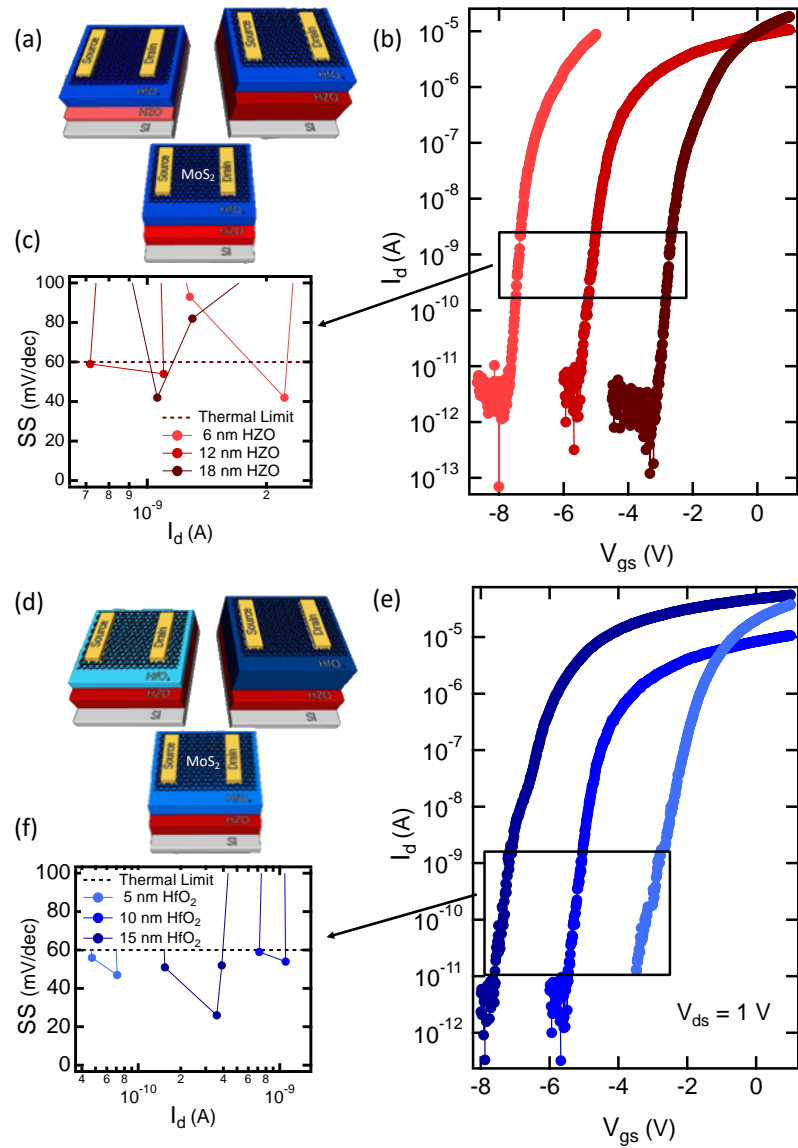 (a)
Source
Drain
HfO₂
HZO
Si
Source
Drain
HfO₂
HZO
Si
MoS₂
Source
Drain
HfO₂
HZO
Si
(b)
10⁻⁵
10⁻⁶
10⁻⁷
10⁻⁸
10⁻⁹
10⁻¹⁰
10⁻¹¹
10⁻¹²
10⁻¹³
I_d (A)
-8 -6 -4 -2 0
V_gs (V)
(c)
100
80
60
40
20
0
SS (mV/dec)
Thermal Limit
6 nm HZO
12 nm HZO
18 nm HZO
7 8 9 10⁻⁹ 2
I_d (A)
(d)
Source
Drain
HfO₂
HZO
Si
Source
Drain
HfO₂
HZO
Si
MoS₂
Source
Drain
HfO₂
HZO
Si
(e)
10⁻⁵
10⁻⁶
10⁻⁷
10⁻⁸
10⁻⁹
10⁻¹⁰
10⁻¹¹
10⁻¹²
I_d (A)
V_ds = 1 V
-8 -6 -4 -2 0
V_gs (V)
(f)
100
80
60
40
20
0
SS (mV/dec)
Thermal Limit
5 nm HfO₂
10 nm HfO₂
15 nm HfO₂
4 6 8 10⁻¹⁰ 2 4 6 8 10⁻⁹
I_d (A)